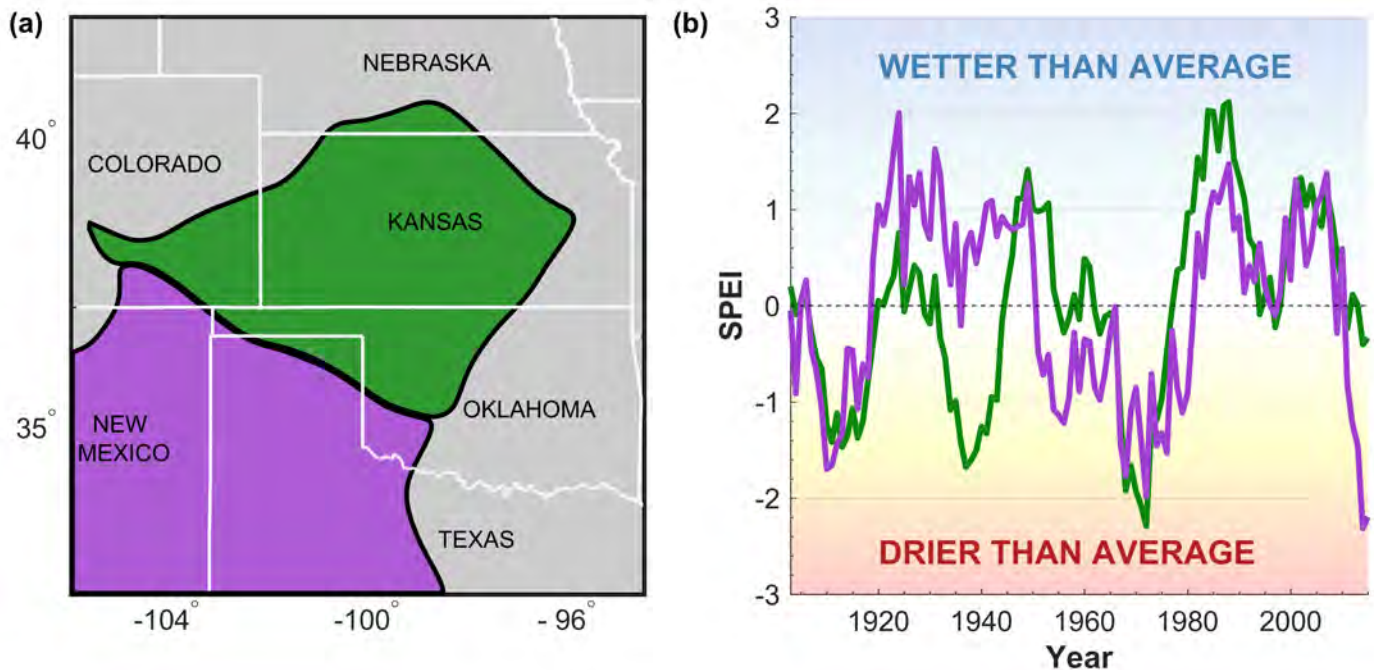 (a)
NEBRASKA
40°
COLORADO
KANSAS
35°
NEW
MEXICO
OKLAHOMA
TEXAS
-104°
-100°
- 96°
(b)
3
WETTER THAN AVERAGE
2
1
0
SPEI
-1
-2
DRIER THAN AVERAGE
-3
1920
1940
1960
1980
2000
Year